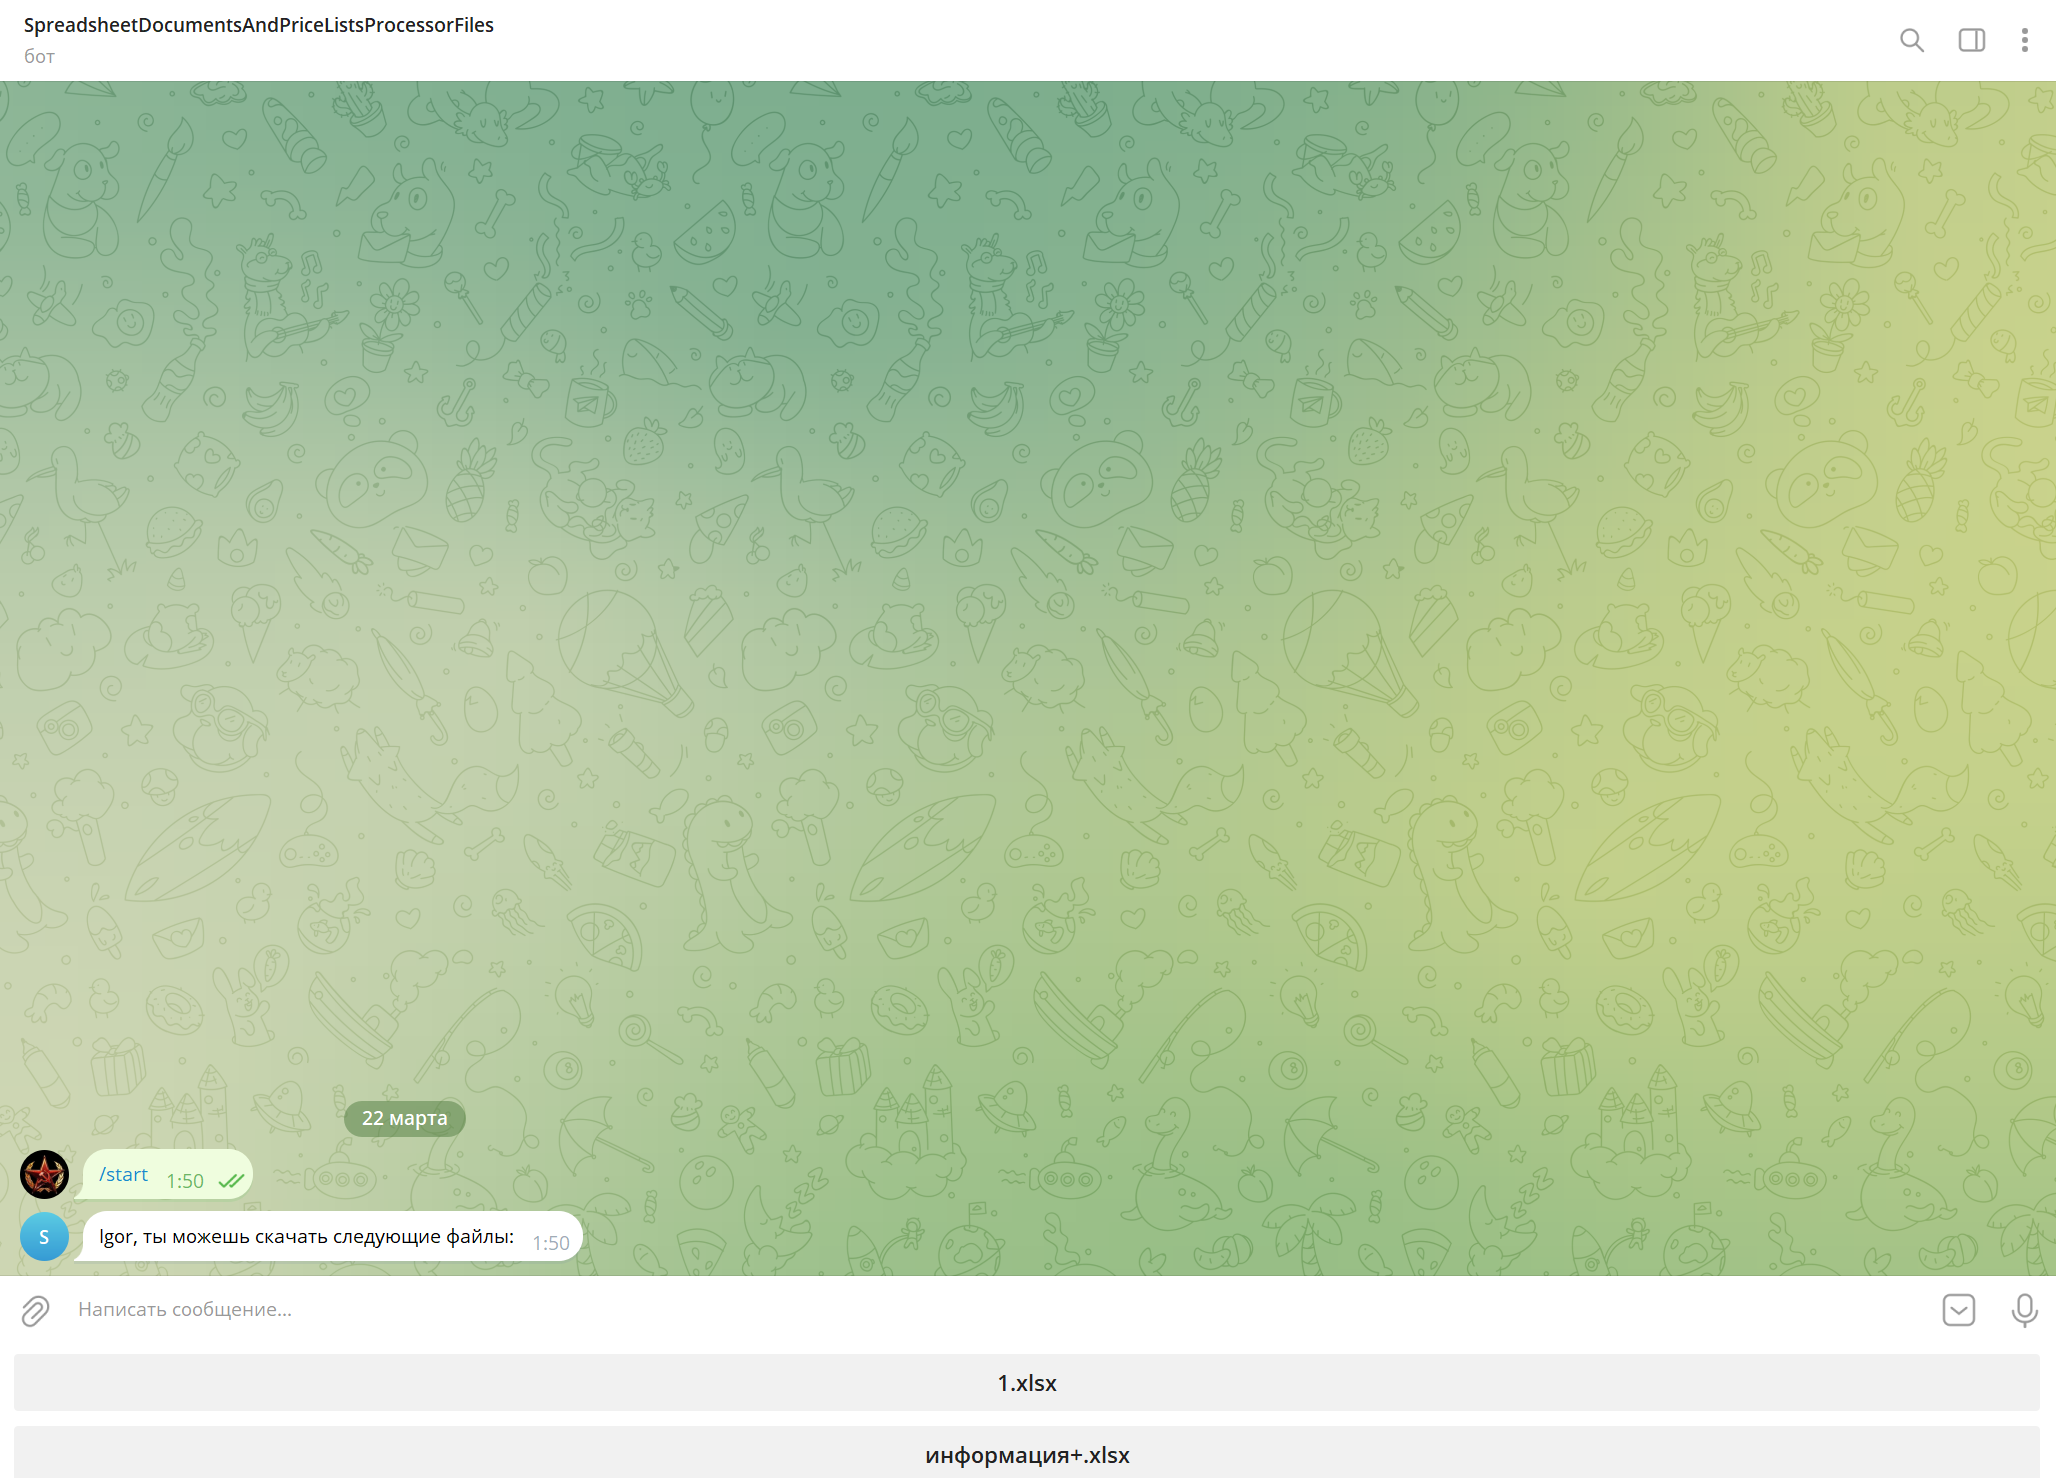 SpreadsheetDocumentsAndPriceListsProcessorFiles
бот
22 марта
/start 1:50
S
Igor, ты можешь скачать следующие файлы: 1:50
Написать сообщение...
1.xlsx
информация+.xlsx